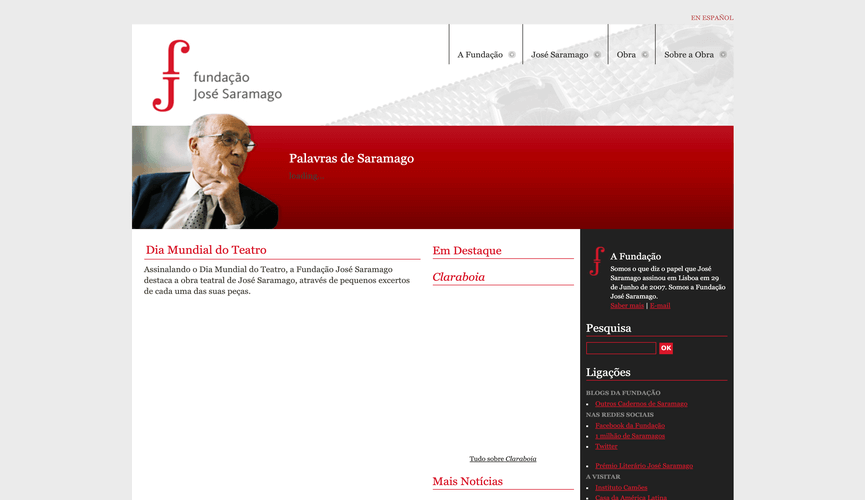 EN ESPAÑOL
A Fundação
José Saramago
Obra
Sobre a Obra
fundação
José Saramago
Palavras de Saramago
loading...
Dia Mundial do Teatro
Assinalando o Dia Mundial do Teatro, a Fundação José Saramago
destaca a obra teatral de José Saramago, através de pequenos excertos
de cada uma das suas peças.
Em Destaque
Claraboia
Tudo sobre Claraboia
Mais Notícias
A Fundação
Somos o que diz o papel que José
Saramago assinou em Lisboa em 29
de Junho de 2007. Somos a Fundação
José Saramago.
Saber mais | E-mail
Pesquisa
OK
Ligações
BLOGS DA FUNDAÇÃO
Outros Cadernos de Saramago
NAS REDES SOCIAIS
Facebook da Fundação
1 milhão de Saramagos
Twitter
Prémio Literário José Saramago
A VISITAR
Instituto Camões
Casa da América Latina